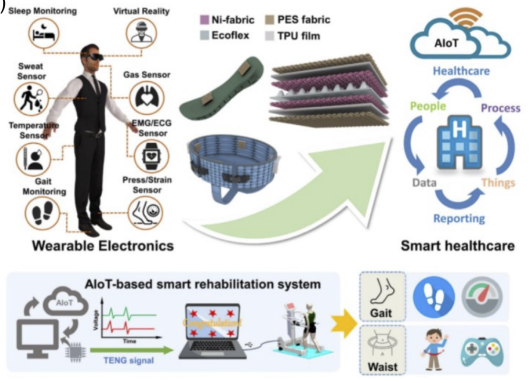 )
Sleep Monitoring
Virtual Reality
Sweat
Sensor
Gas Sensor
Temperature
Sensor
EMG/ECG
Sensor
Gait
Monitoring
Press/Strain
Sensor
Wearable Electronics
Ni-fabric
PES fabric
Ecoflex
TPU film
AIoT
Healthcare
People
Process
H
Data
Things
Reporting
Smart healthcare
AIoT-based smart rehabilitation system
AIoT
Voltage
Time
TENG signal
Gait
Waist